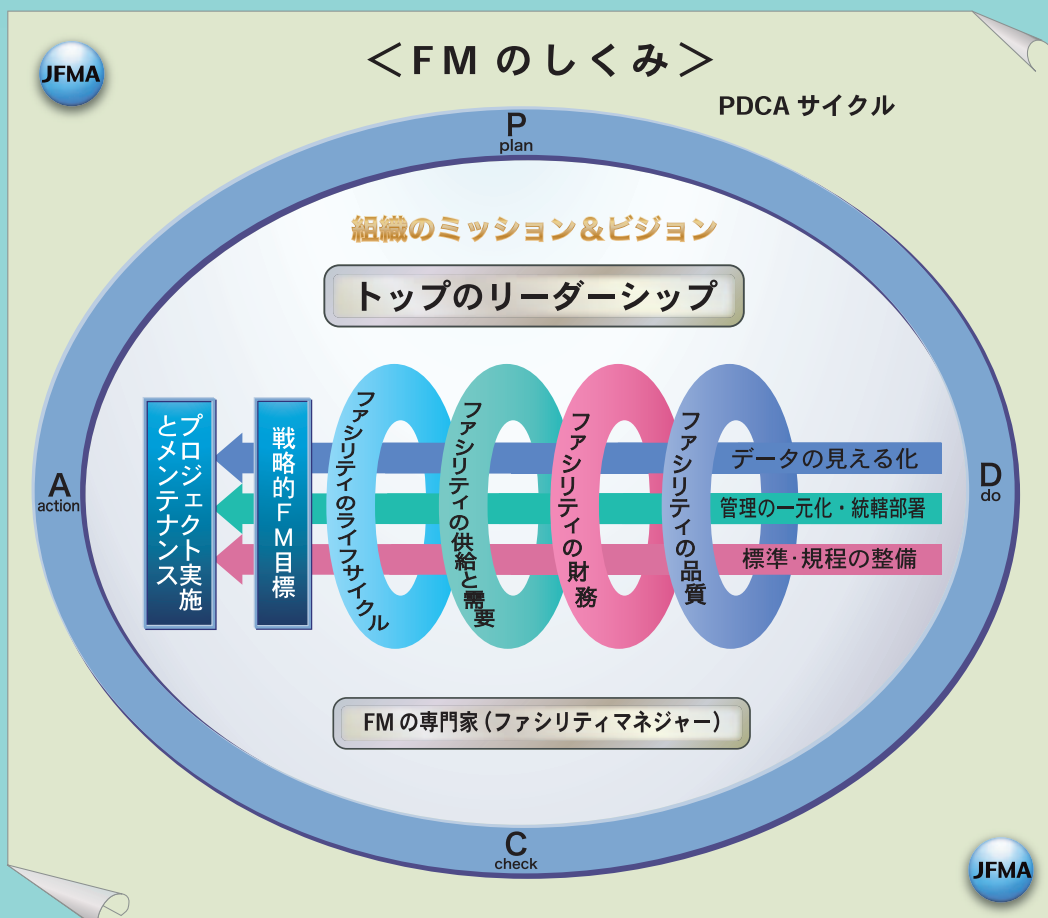 JFMA
＜FMのしくみ＞
PDCA サイクル
P
plan
組織のミッション＆ビジョン
トップのリーダーシップ
プロジェクト実施
とメンテナンス
戦略的FM目標
ファシリティのライフサイクル
ファシリティの供給と需要
ファシリティの財務
ファシリティの品質
データの見える化
管理の一元化・統轄部署
標準・規程の整備
A
action
D
do
FMの専門家（ファシリティマネジャー）
C
check
JFMA